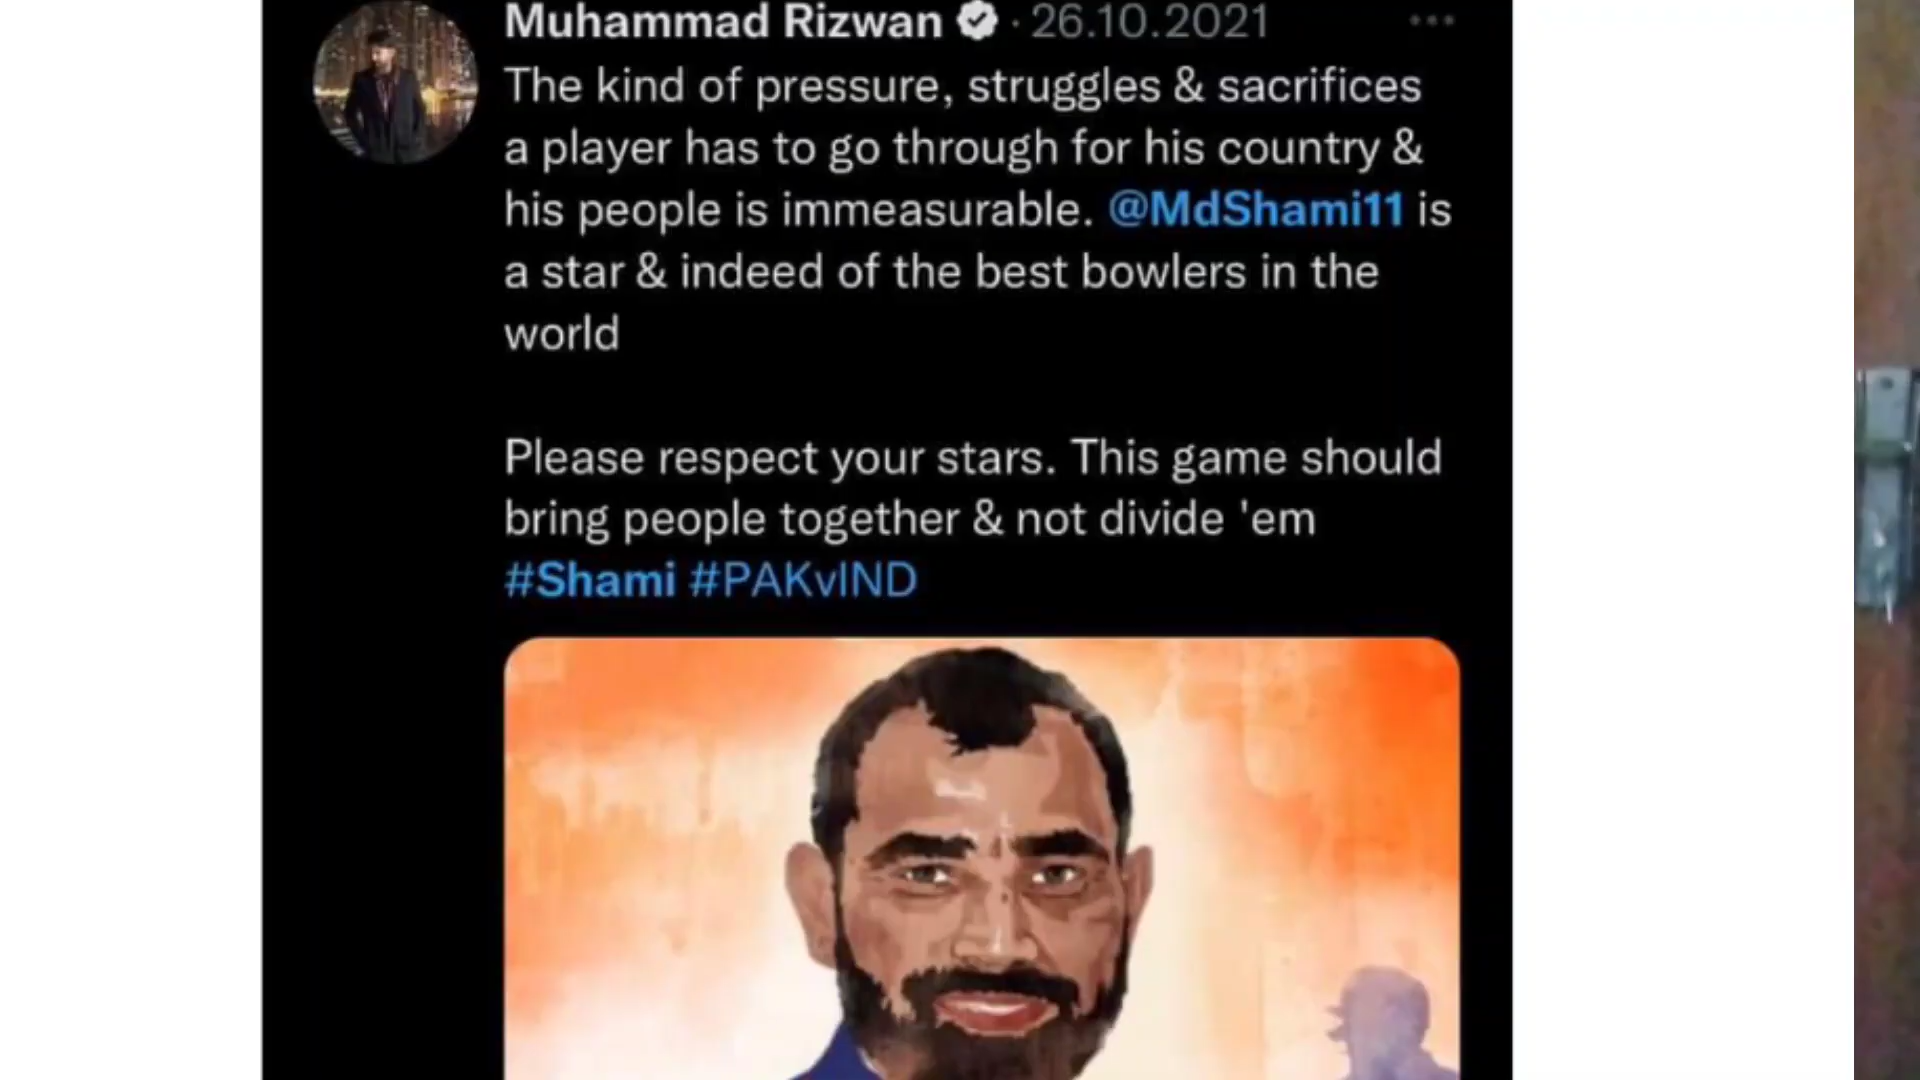 Muhammad Rizwan · 26.10.2021
The kind of pressure, struggles & sacrifices
a player has to go through for his country &
his people is immeasurable. @MdShami11 is
a star & indeed of the best bowlers in the
world
Please respect your stars. This game should
bring people together & not divide 'em
#Shami #PAKvIND